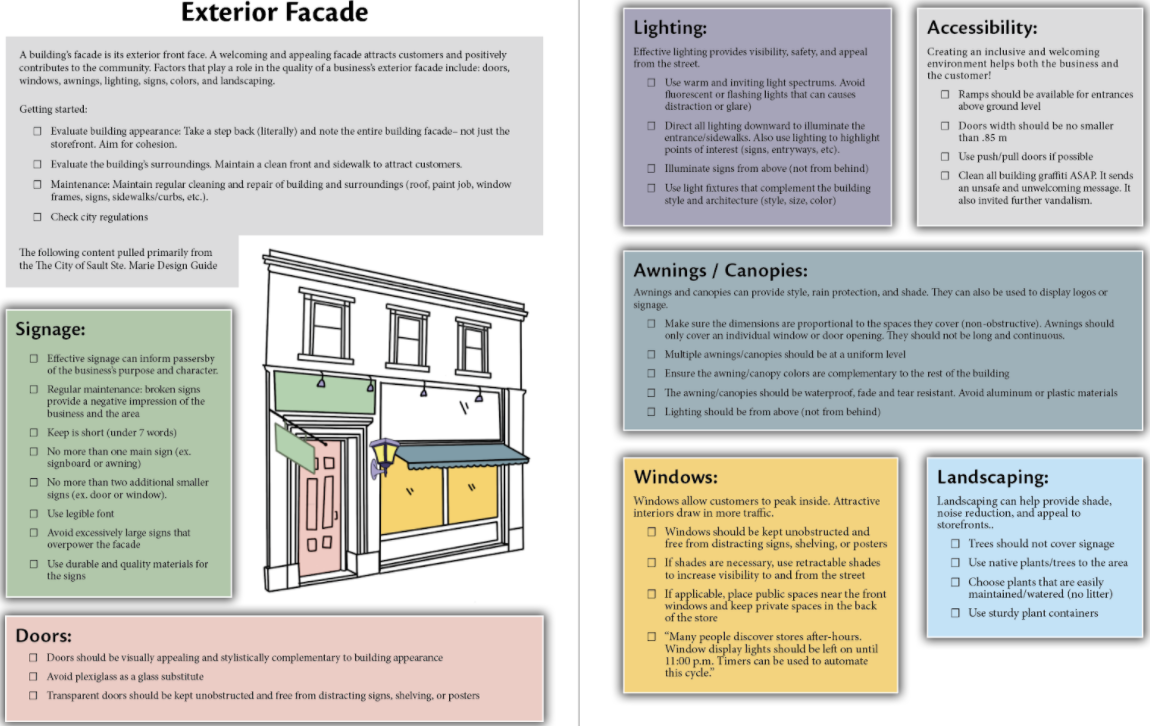 Exterior Facade
A building's facade is its exterior front face. A welcoming and appealing facade attracts customers and positively
contributes to the community. Factors that play a role in the quality of a business's exterior facade include: doors,
windows, awnings, lighting, signs, colors, and landscaping.
Getting started:
☐ Evaluate building appearance: Take a step back (literally) and note the entire building facade– not just the
storefront. Aim for cohesion.
☐ Evaluate the building's surroundings. Maintain a clean front and sidewalk to attract customers.
☐ Maintenance: Maintain regular cleaning and repair of building and surroundings (roof, paint job, window
frames, signs, sidewalks/curbs, etc.).
☐ Check city regulations
The following content pulled primarily from
the The City of Sault Ste. Marie Design Guide
Signage:
☐ Effective signage can inform passersby
of the business's purpose and character.
☐ Regular maintenance: broken signs
provide a negative impression of the
business and the area
☐ Keep is short (under 7 words)
☐ No more than one main sign (ex.
signboard or awning)
☐ No more than two additional smaller
signs (ex. door or window).
☐ Use legible font
☐ Avoid excessively large signs that
overpower the facade
☐ Use durable and quality materials for
the signs
Doors:
☐ Doors should be visually appealing and stylistically complementary to building appearance
☐ Avoid plexiglass as a glass substitute
☐ Transparent doors should be kept unobstructed and free from distracting signs, shelving, or posters
Lighting:
Effective lighting provides visibility, safety, and appeal
from the street.
☐ Use warm and inviting light spectrums. Avoid
fluorescent or flashing lights that can causes
distraction or glare)
☐ Direct all lighting downward to illuminate the
entrance/sidewalks. Also use lighting to highlight
points of interest (signs, entryways, etc).
☐ Illuminate signs from above (not from behind)
☐ Use light fixtures that complement the building
style and architecture (style, size, color)
Accessibility:
Creating an inclusive and welcoming
environment helps both the business and
the customer!
☐ Ramps should be available for entrances
above ground level
☐ Doors width should be no smaller
than .85 m
☐ Use push/pull doors if possible
☐ Clean all building graffiti ASAP. It sends
an unsafe and unwelcoming message. It
also invited further vandalism.
Awnings / Canopies:
Awnings and canopies can provide style, rain protection, and shade. They can also be used to display logos or
signage.
☐ Make sure the dimensions are proportional to the spaces they cover (non-obstructive). Awnings should
only cover an individual window or door opening. They should not be long and continuous.
☐ Multiple awnings/canopies should be at a uniform level
☐ Ensure the awning/canopy colors are complementary to the rest of the building
☐ The awning/canopies should be waterproof, fade and tear resistant. Avoid aluminum or plastic materials
☐ Lighting should be from above (not from behind)
Windows:
Windows allow customers to peak inside. Attractive
interiors draw in more traffic.
☐ Windows should be kept unobstructed and
free from distracting signs, shelving, or posters
☐ If shades are necessary, use retractable shades
to increase visibility to and from the street
☐ If applicable, place public spaces near the front
windows and keep private spaces in the back
of the store
☐ "Many people discover stores after-hours.
Window display lights should be left on until
11:00 p.m. Timers can be used to automate
this cycle."
Landscaping:
Landscaping can help provide shade,
noise reduction, and appeal to
storefronts..
☐ Trees should not cover signage
☐ Use native plants/trees to the area
☐ Choose plants that are easily
maintained/watered (no litter)
☐ Use sturdy plant containers